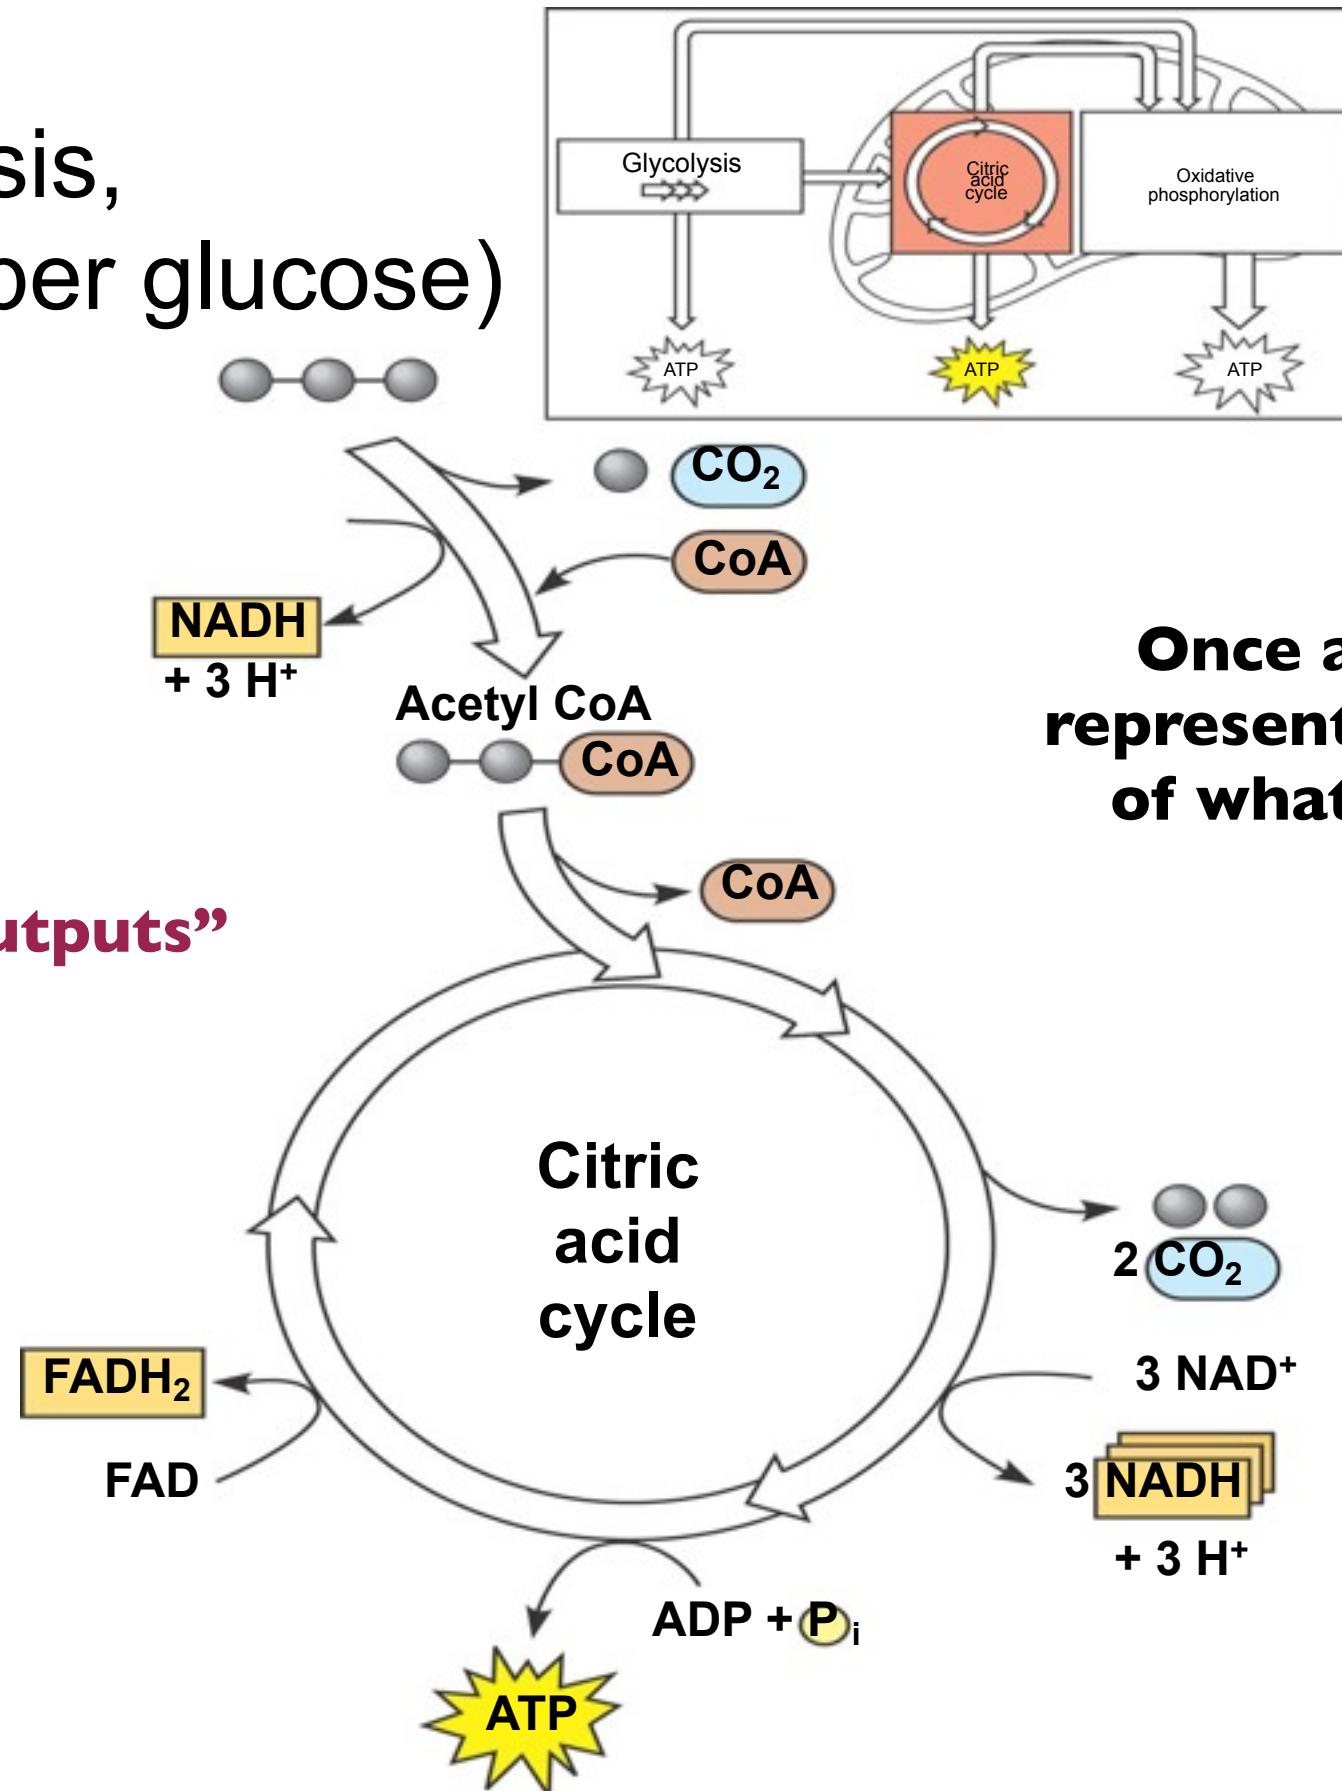 sis,
per glucose)
Glycolysis
Citric
acid
cycle
Oxidative
phosphorylation
ATP
ATP
ATP
CO₂
CoA
NADH
+ 3 H⁺
Acetyl CoA
CoA
Once a
represent
of what
CoA
utputs”
Citric
acid
cycle
2 CO₂
FADH₂
3 NAD⁺
FAD
3 NADH
+ 3 H⁺
ADP + P i
ATP